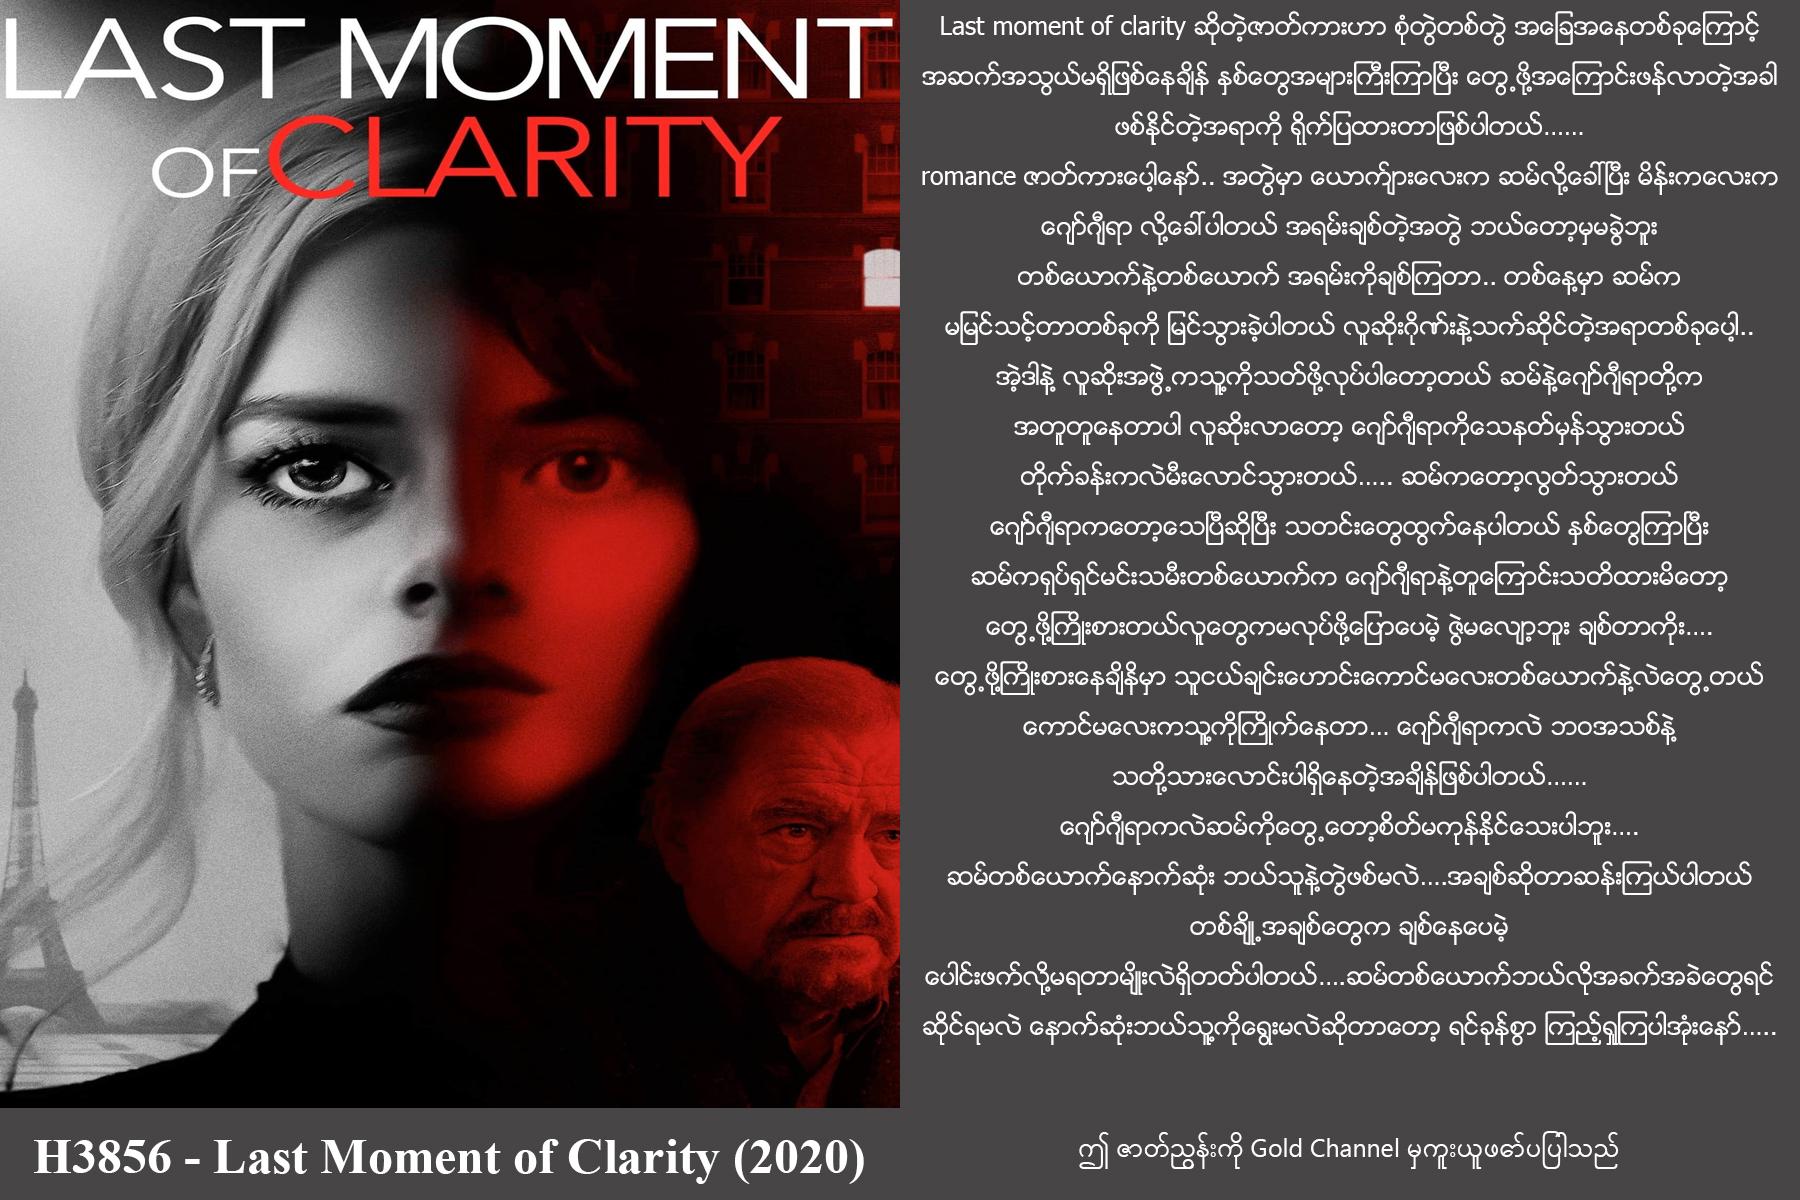 LAST MOMENT
OF CLARITY
Last moment of clarity ဆိုတဲ့ဇာတ်ကားဟာ စုံတွဲတစ်တွဲ အခြေအနေတစ်ခုကြောင့်
အဆက်အသွယ်မရှိဖြစ်နေချိန် နှစ်တွေအများကြီးကြာပြီး တွေ့ဖို့အကြောင်းဖန်လာတဲ့အခါ
ဖစ်နိုင်တဲ့အရာကို ရိုက်ပြထားတာဖြစ်ပါတယ်......
romance ဇာတ်ကားပေါ့နော်.. အတွဲမှာ ယောက်ျားလေးက ဆမ်လို့ခေါ်ပြီး မိန်းကလေးက
ဂျော်ဂျီရာ လို့ခေါ်ပါတယ် အရမ်းချစ်တဲ့အတွဲ ဘယ်တော့မှမခွဲဘူး
တစ်ယောက်နဲ့တစ်ယောက် အရမ်းကိုချစ်ကြတာ.. တစ်နေ့မှာ ဆမ်က
မမြင်သင့်တာတစ်ခုကို မြင်သွားခဲ့ပါတယ် လူဆိုးဂိုဏ်းနဲ့သက်ဆိုင်တဲ့အရာတစ်ခုပေါ့..
အဲ့ဒါနဲ့ လူဆိုးအဖွဲ့ကသူ့ကိုသတ်ဖို့လုပ်ပါတော့တယ် ဆမ်နဲ့ဂျော်ဂျီရာတို့က
အတူတူနေတာပါ လူဆိုးလာတော့ ဂျော်ဂျီရာကိုသေနတ်မှန်သွားတယ်
တိုက်ခန်းကလဲမီးလောင်သွားတယ်..... ဆမ်ကတော့လွတ်သွားတယ်
ဂျော်ဂျီရာကတော့သေပြီဆိုပြီး သတင်းတွေထွက်နေပါတယ် နှစ်တွေကြာပြီး
ဆမ်ကရုပ်ရှင်မင်းသမီးတစ်ယောက်က ဂျော်ဂျီရာနဲ့တူကြောင်းသတိထားမိတော့
တွေ့ဖို့ကြိုးစားတယ်လူတွေကမလုပ်ဖို့ပြောပေမဲ့ ဇွဲမလျော့ဘူး ချစ်တာကိုး....
တွေ့ဖို့ကြိုးစားနေချိန်မှာ သူငယ်ချင်းဟောင်းကောင်မလေးတစ်ယောက်နဲ့လဲတွေ့တယ်
ကောင်မလေးကသူ့ကိုကြိုက်နေတာ... ဂျော်ဂျီရာကလဲ ဘဝအသစ်နဲ့
သတို့သားလောင်းပါရှိနေတဲ့အချိန်ဖြစ်ပါတယ်......
ဂျော်ဂျီရာကလဲဆမ်ကိုတွေ့တော့စိတ်မကုန်နိုင်သေးပါဘူး....
ဆမ်တစ်ယောက်နောက်ဆုံး ဘယ်သူနဲ့တွဲဖစ်မလဲ....အချစ်ဆိုတာဆန်းကြယ်ပါတယ်
တစ်ချို့အချစ်တွေက ချစ်နေပေမဲ့
ပေါင်းဖက်လို့မရတာမျိုးလဲရှိတတ်ပါတယ်....ဆမ်တစ်ယောက်ဘယ်လိုအခက်အခဲတွေရင်
ဆိုင်ရမလဲ နောက်ဆုံးဘယ်သူ့ကိုရွေးမလဲဆိုတာတော့ ရင်ခုန်စွာ ကြည့်ရှုကြပါအုံးနော်.....
H3856 - Last Moment of Clarity (2020)
ဤ ဇာတ်ညွန်းကို Gold Channel မှကူးယူဖော်ပပြါသည်